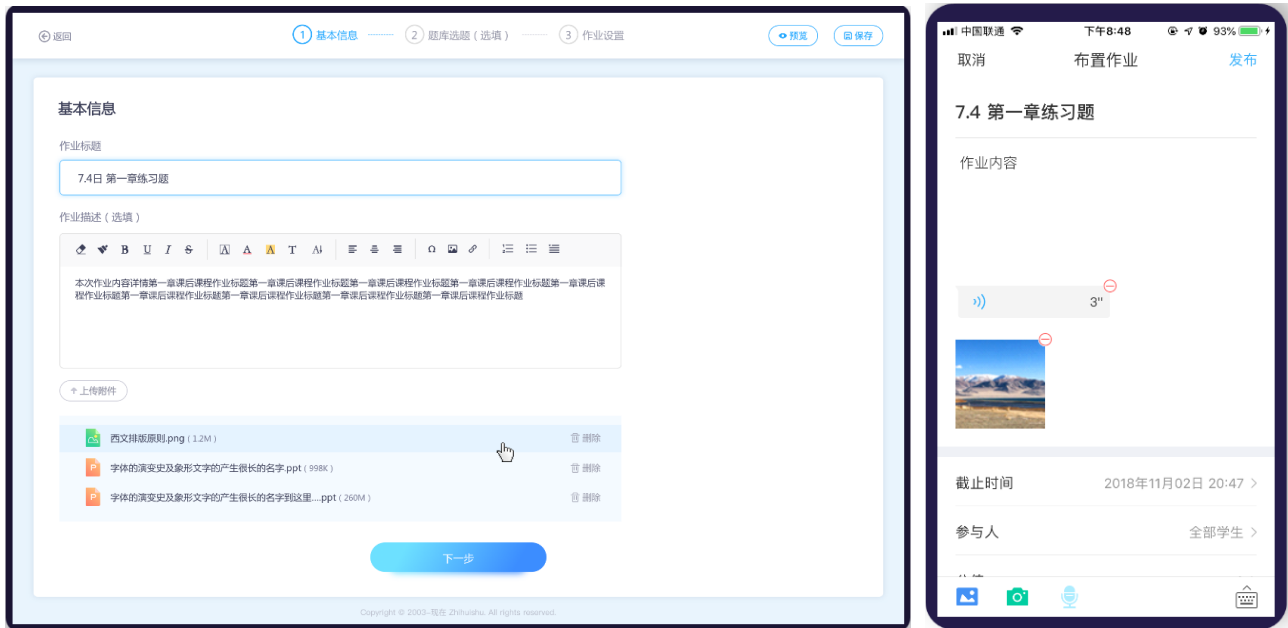 返回
1 基本信息
2 题库选题（选填）
3 作业设置
预览
保存
基本信息
作业标题
7.4日 第一章练习题
作业描述（选填）
B U I S A A A T A
Ω
本次作业内容详情第一章课后课程作业标题第一章课后课程作业标题第一章课后课程作业标题第一章课后课程作业标题第一章课后课
程作业标题第一章课后课程作业标题第一章课后课程作业标题第一章课后课程作业标题第一章课后课程作业标题
+ 上传附件
西文排版原则.png（1.2M） 删除
P 字体的演变史及象形文字的产生很长的名字.ppt（998K） 删除
P 字体的演变史及象形文字的产生很长的名字到这里....ppt（260M） 删除
下一步
Copyright © 2003-现在 Zhihuishu. All rights reserved.
中国联通 下午8:48 93%
取消 布置作业 发布
7.4 第一章练习题
作业内容
3''
截止时间 2018年11月02日 20:47
参与人 全部学生